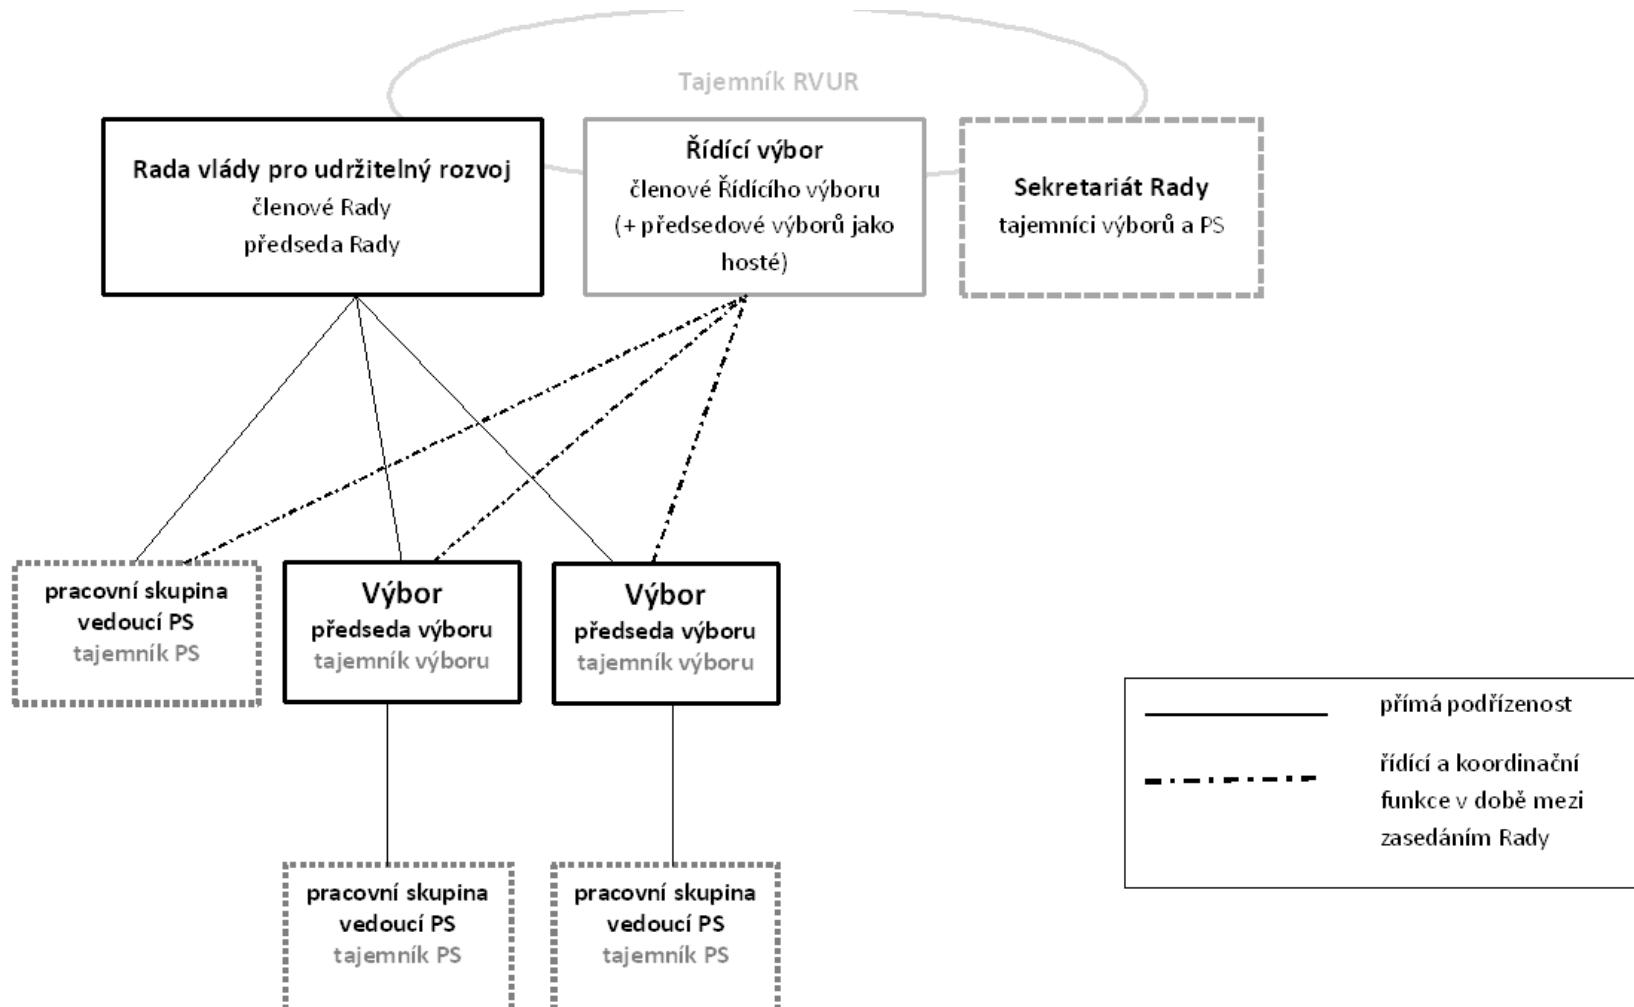 Tajemník RVUR
Rada vlády pro udržitelný rozvoj
členové Rady
předseda Rady
Řídící výbor
členové Řídícího výboru
(+ předsedové výborů jako
hosté)
Sekretariát Rady
tajemníci výborů a PS
pracovní skupina
vedoucí PS
tajemník PS
Výbor
předseda výboru
tajemník výboru
Výbor
předseda výboru
tajemník výboru
přímá podřízenost
řídící a koordinační
funkce v době mezi
zasedáním Rady
pracovní skupina
vedoucí PS
tajemník PS
pracovní skupina
vedoucí PS
tajemník PS